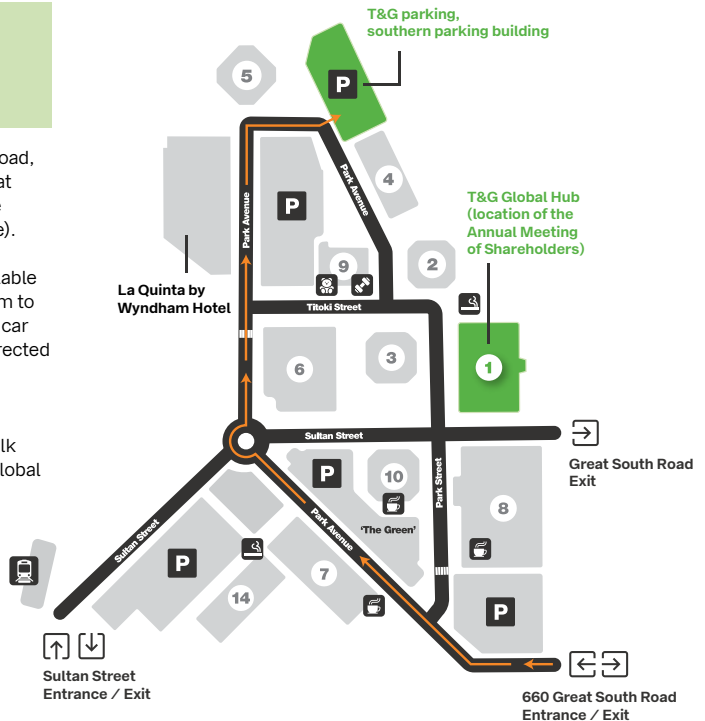 T&G parking,
southern parking building
5
P
oad,
at
e).
4
Park Avenue
P
Park Avenue
T&G Global Hub
(location of the
Annual Meeting
of Shareholders)
lable
m to
car
rected
La Quinta by
Wyndham Hotel
9
2
Titoki Street
6
3
1
lk
lobal
Sultan Street
Great South Road
Exit
P
10
Park Street
8
'The Green'
Park Avenue
Sultan Street
P
7
14
P
Sultan Street
Entrance / Exit
660 Great South Road
Entrance / Exit